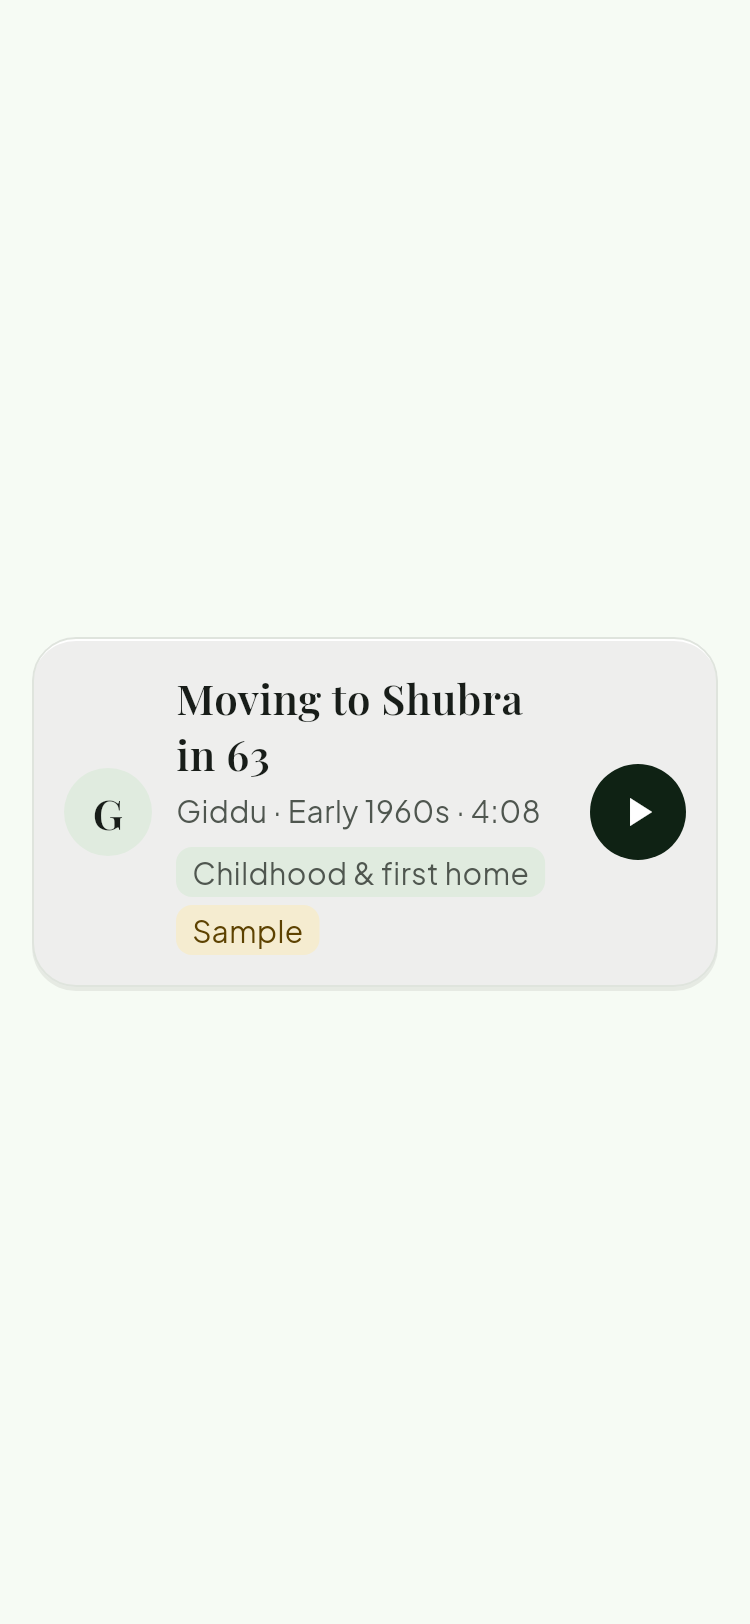 Moving to Shubra
in 63
G
Giddu · Early 1960s · 4:08
Childhood & first home
Sample